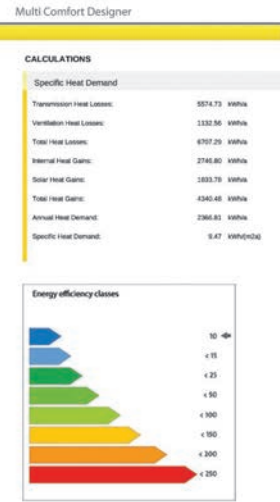 Multi Comfort Designer
CALCULATIONS
Specific Heat Demand
Transmission Heat Losses: 5574.73 kWh/a
Ventilation Heat Losses: 1132.56 kWh/a
Total Heat Losses: 6707.29 kWh/a
Internal Heat Gains: 2746.80 kWh/a
Solar Heat Gains: 1693.78 kWh/a
Total Heat Gains: 4340.48 kWh/a
Annual Heat Demand: 2366.81 kWh/a
Specific Heat Demand: 9.47 kWh/(m2a)
Energy efficiency classes
10
< 15
< 25
< 50
< 100
< 150
< 200
< 250